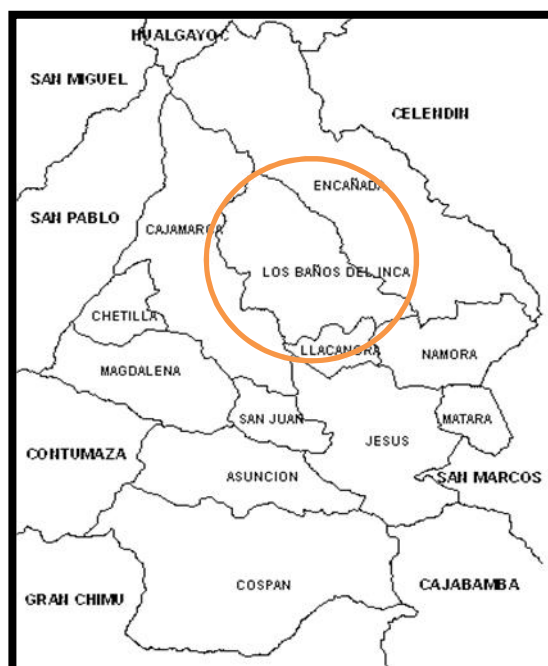 HUALGAYOC
SAN MIGUEL
CELENDIN
ENCAÑADA
SAN PABLO
CAJAMARCA
LOS BAÑOS DEL INCA
CHETILLA
LLACANORA
NAMORA
MAGDALENA
SAN JUAN
MATARA
JESUS
CONTUMAZA
ASUNCION
SAN MARCOS
COSPAN
CAJABAMBA
GRAN CHIMU